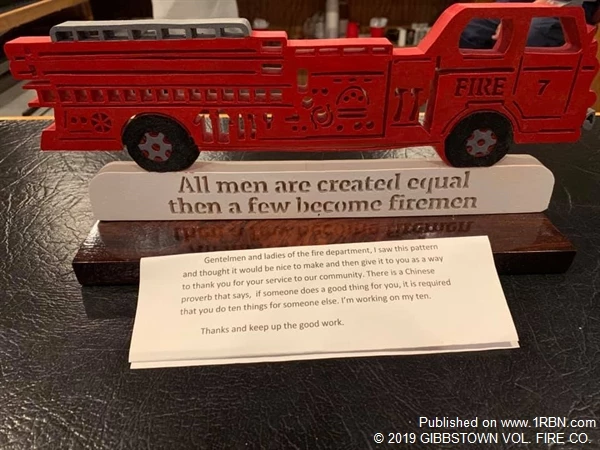 FIRE 7
All men are created equal
then a few become firemen
Gentelmen and ladies of the fire department, I saw this pattern
and thought it would be nice to make and then give it to you as a way
to thank you for your service to our community. There is a Chinese
proverb that says, if someone does a good thing for you, it is required
that you do ten things for someone else. I'm working on my ten.
Thanks and keep up the good work.
Published on www.1RBN.com
© 2019 GIBBSTOWN VOL. FIRE CO.